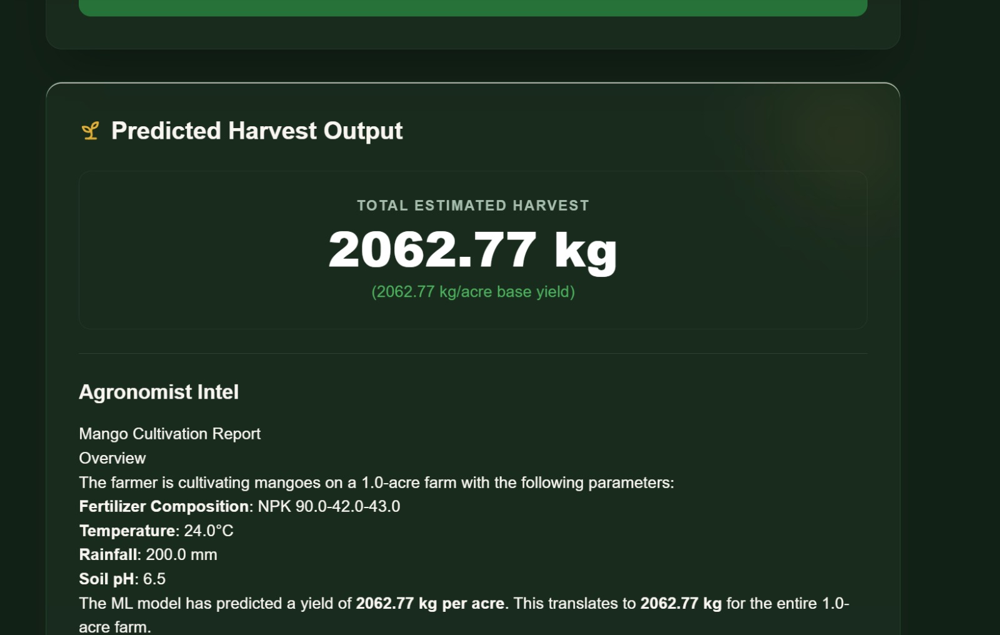 Predicted Harvest Output
TOTAL ESTIMATED HARVEST
2062.77 kg
(2062.77 kg/acre base yield)
Agronomist Intel
Mango Cultivation Report
Overview
The farmer is cultivating mangoes on a 1.0-acre farm with the following parameters:
Fertilizer Composition: NPK 90.0-42.0-43.0
Temperature: 24.0°C
Rainfall: 200.0 mm
Soil pH: 6.5
The ML model has predicted a yield of 2062.77 kg per acre. This translates to 2062.77 kg for the entire 1.0-
acre farm.